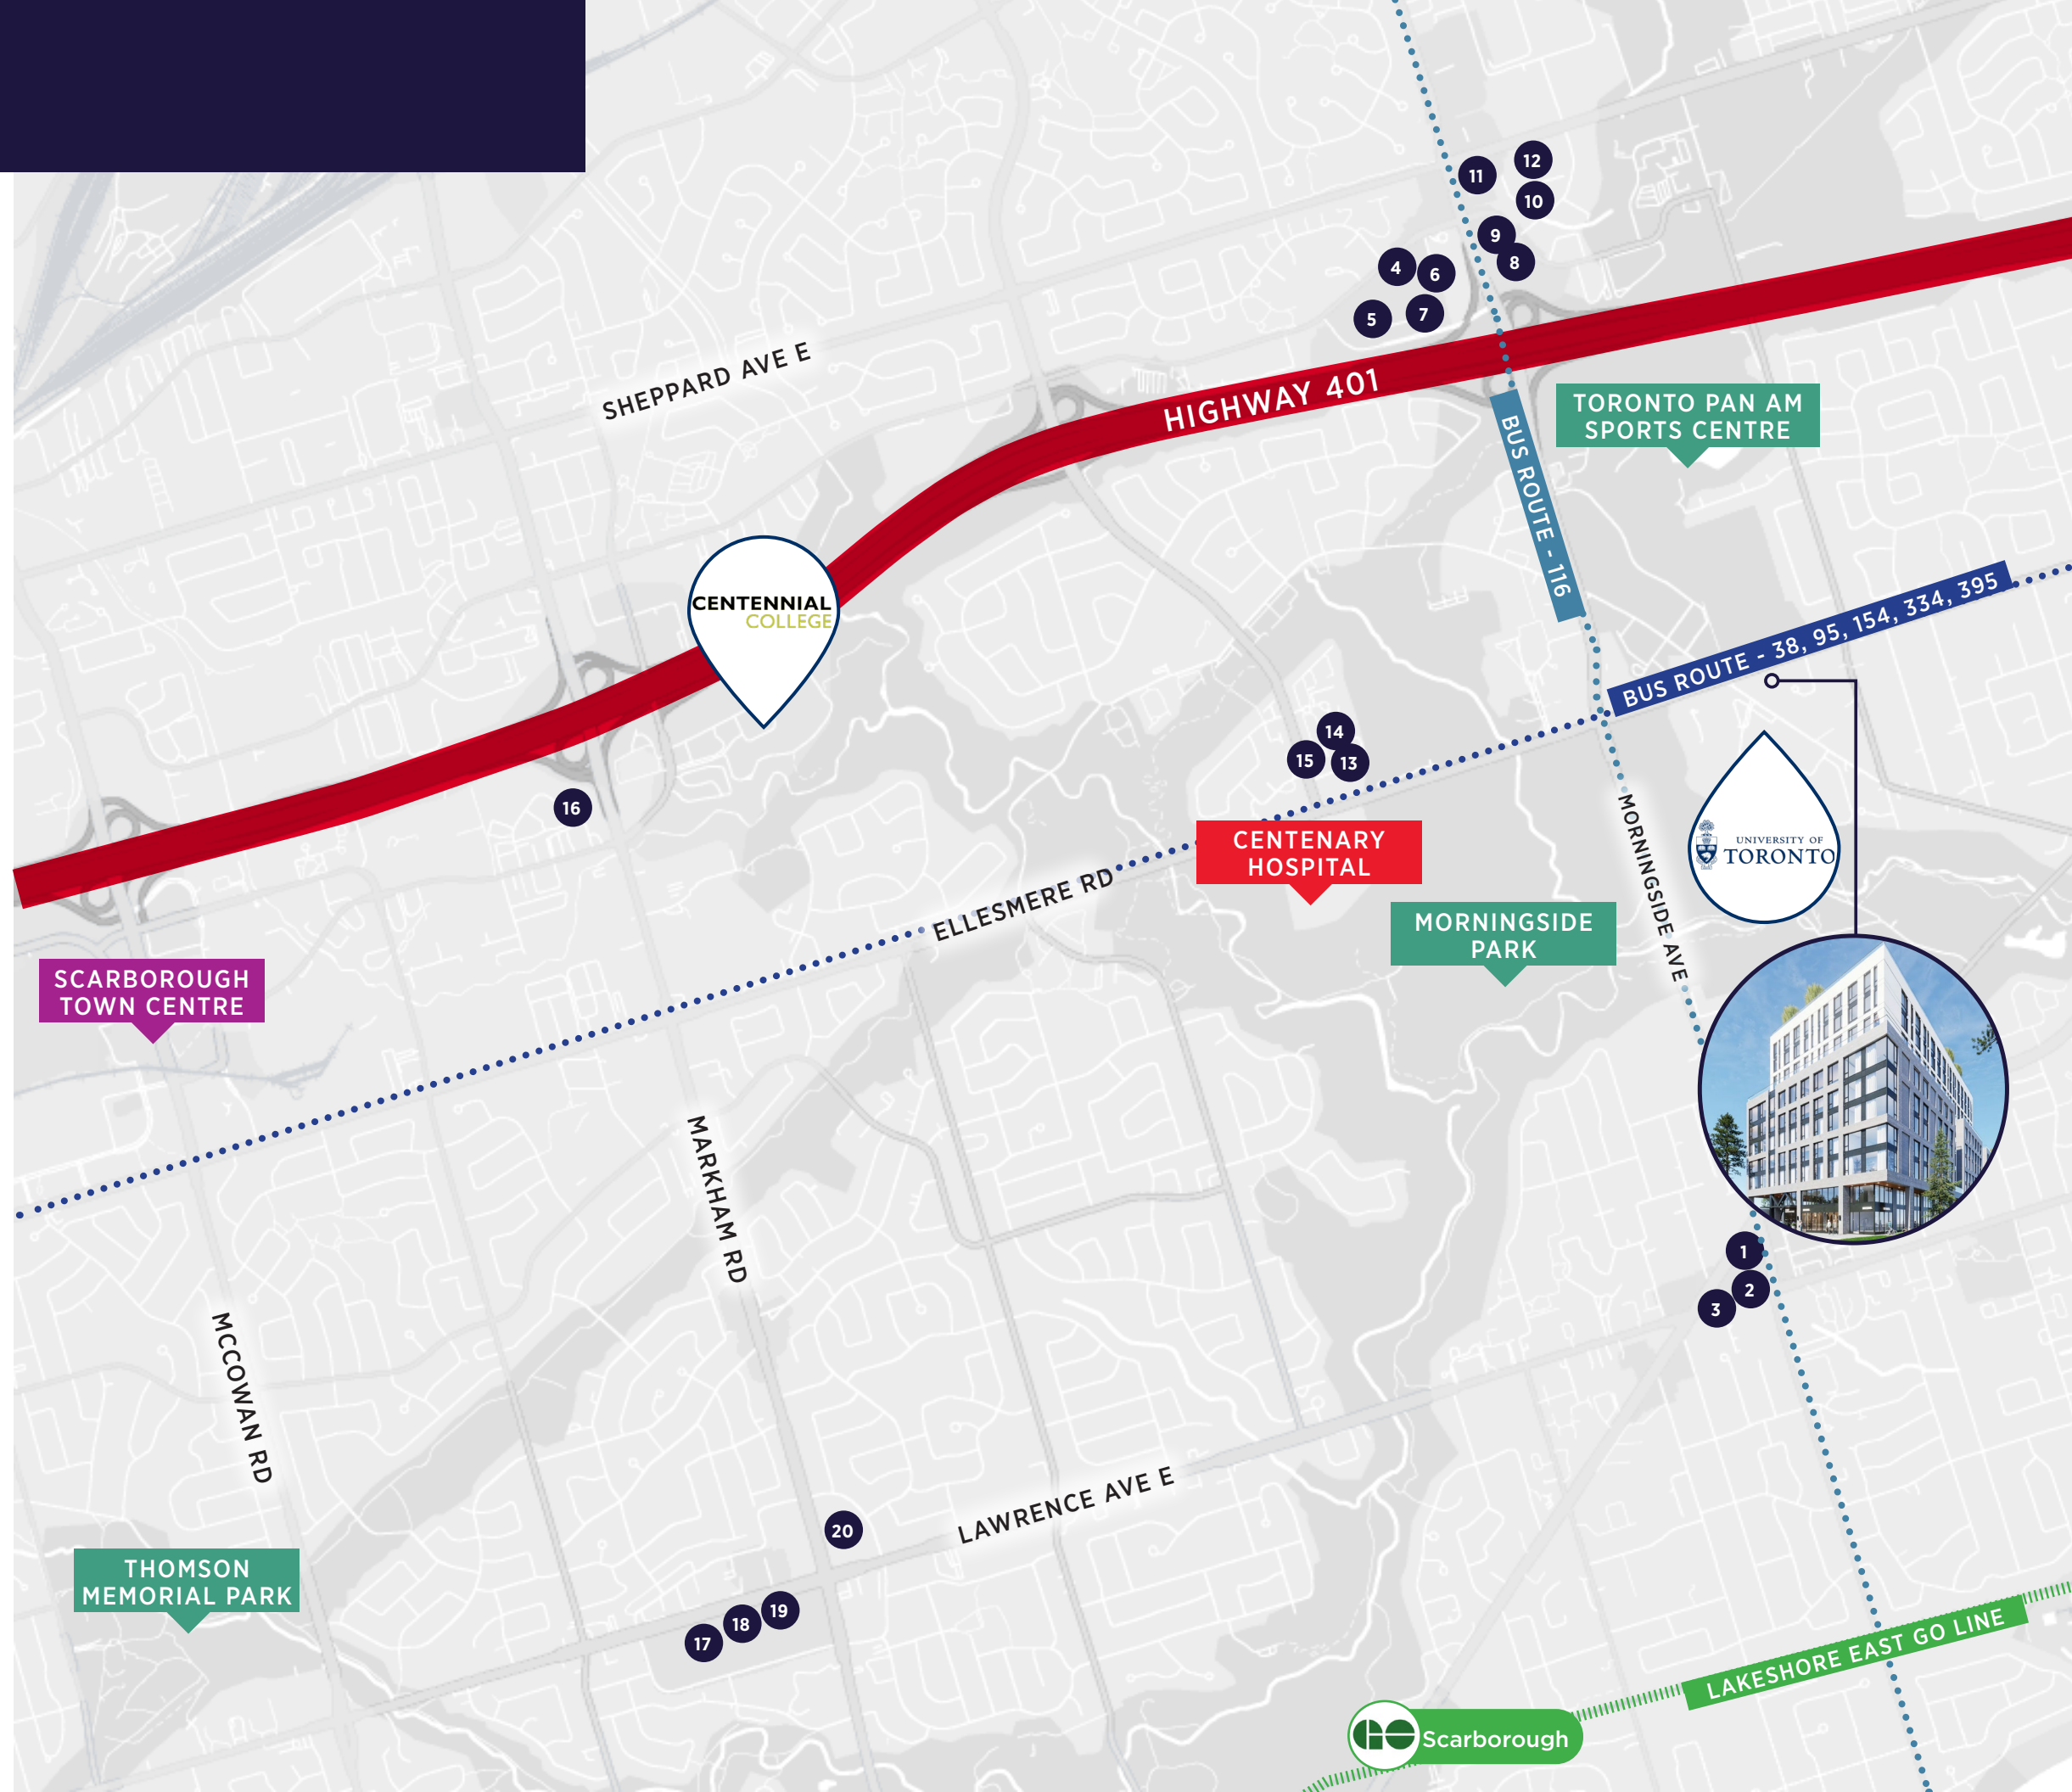 12
11
10
9
8
4
6
7
5
SHEPPARD AVE E
HIGHWAY 401
TORONTO PAN AM
SPORTS CENTRE
BUS ROUTE - 116
CENTENNIAL
COLLEGE
BUS ROUTE - 38, 95, 154, 334, 395
14
15
13
16
MORNINGSIDE AVE
CENTENARY
HOSPITAL
UNIVERSITY OF
TORONTO
ELLESMERE RD
MORNINGSIDE
PARK
SCARBOROUGH
TOWN CENTRE
MARKHAM RD
1
2
3
MCCOWAN RD
LAWRENCE AVE E
20
THOMSON
MEMORIAL PARK
19
18
17
LAKESHORE EAST GO LINE
GO
Scarborough